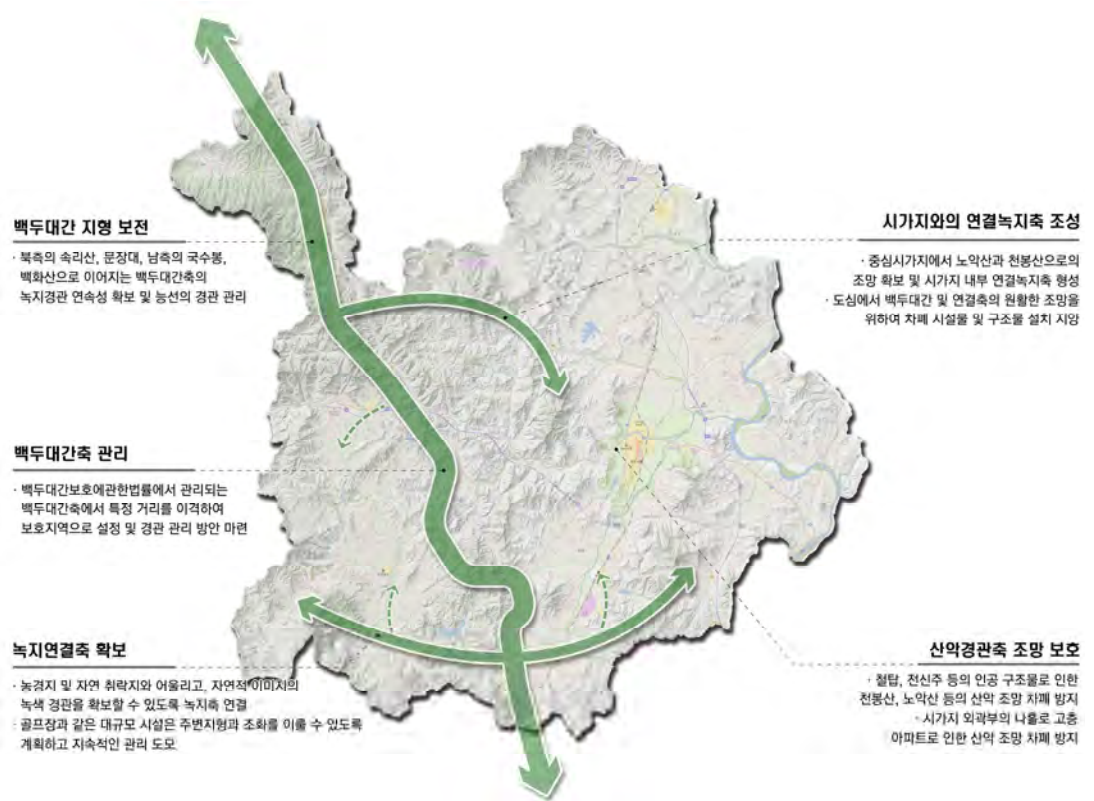 백두대간 지형 보전
· 북측의 속리산, 문장대, 남측의 국수봉,
백화산으로 이어지는 백두대간축의
녹지경관 연속성 확보 및 능선의 경관 관리
백두대간축 관리
· 백두대간보호에관한법률에서 관리되는
백두대간축에서 특정 거리를 이격하여
보호지역으로 설정 및 경관 관리 방안 마련
녹지연결축 확보
· 농경지 및 자연 취락지와 어울리고, 자연적 이미지의
녹색 경관을 확보할 수 있도록 녹지축 연결
· 골프장과 같은 대규모 시설은 주변지형과 조화를 이룰 수 있도록
계획하고 지속적인 관리 도모
시가지와의 연결녹지축 조성
· 중심시가지에서 노악산과 천봉산으로의
조망 확보 및 시가지 내부 연결녹지축 형성
· 도심에서 백두대간 및 연결축의 원활한 조망을
위하여 차폐 시설물 및 구조물 설치 지양
산악경관축 조망 보호
· 철탑, 전신주 등의 인공 구조물로 인한
천봉산, 노악산 등의 산악 조망 차폐 방지
· 시가지 외곽부의 나홀로 고층
아파트로 인한 산악 조망 차폐 방지